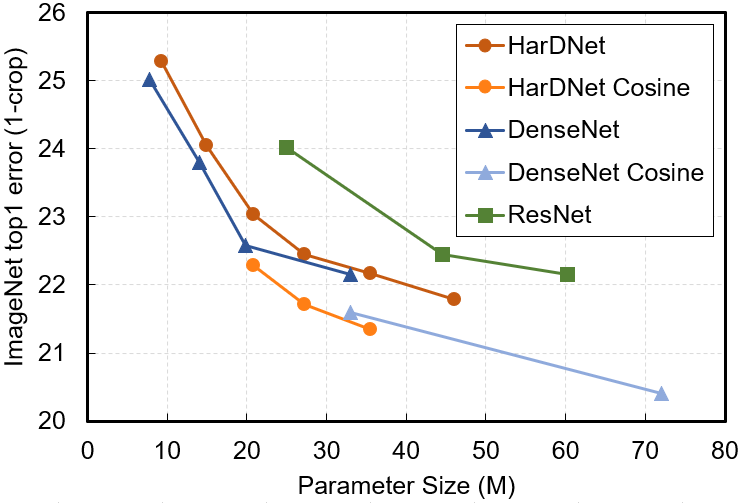 ImageNet top1 error (1-crop)
26
25
24
23
22
21
20
HarDNet
HarDNet Cosine
DenseNet
DenseNet Cosine
ResNet
0 10 20 30 40 50 60 70 80
Parameter Size (M)